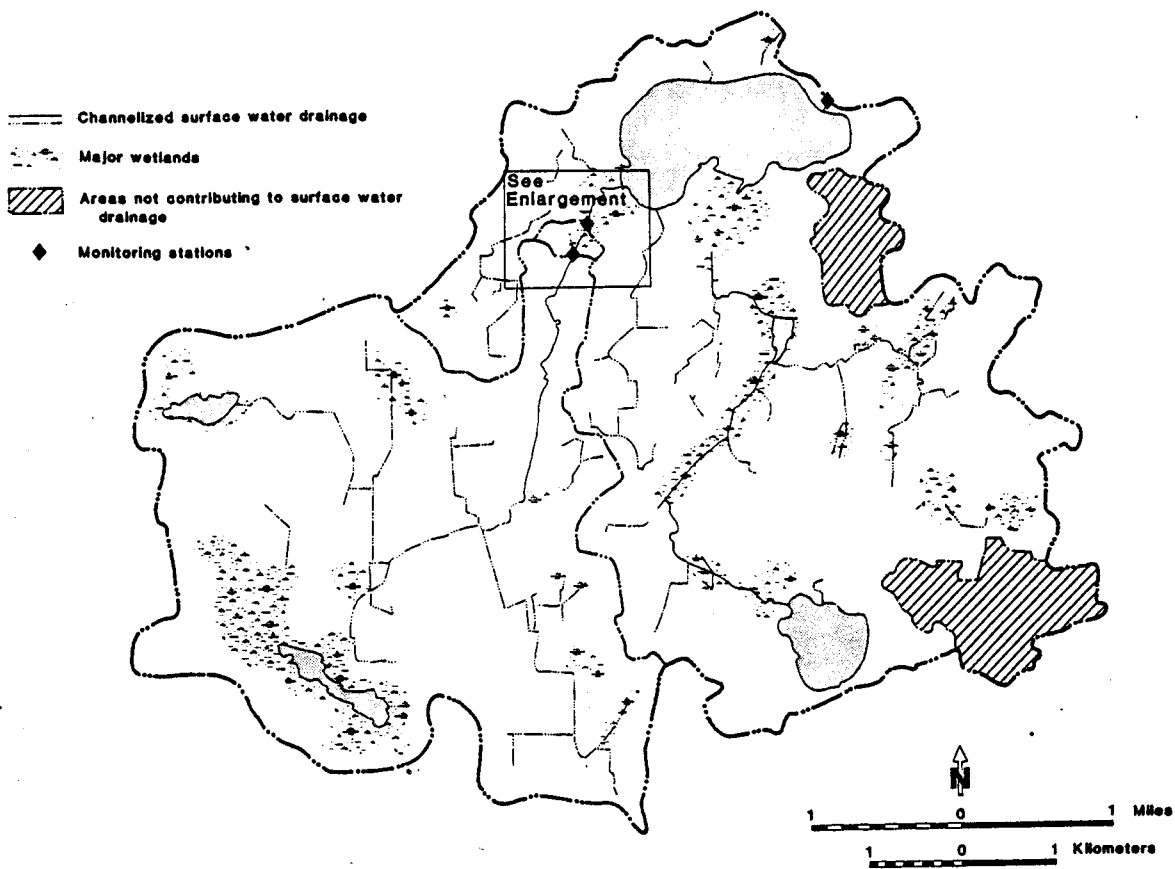 Channelized surface water drainage
Major wetlands
Areas not contributing to surface water
drainage
Monitoring stations
See
Enlargement
N
1 0 1 Miles
1 0 1 Kilometers